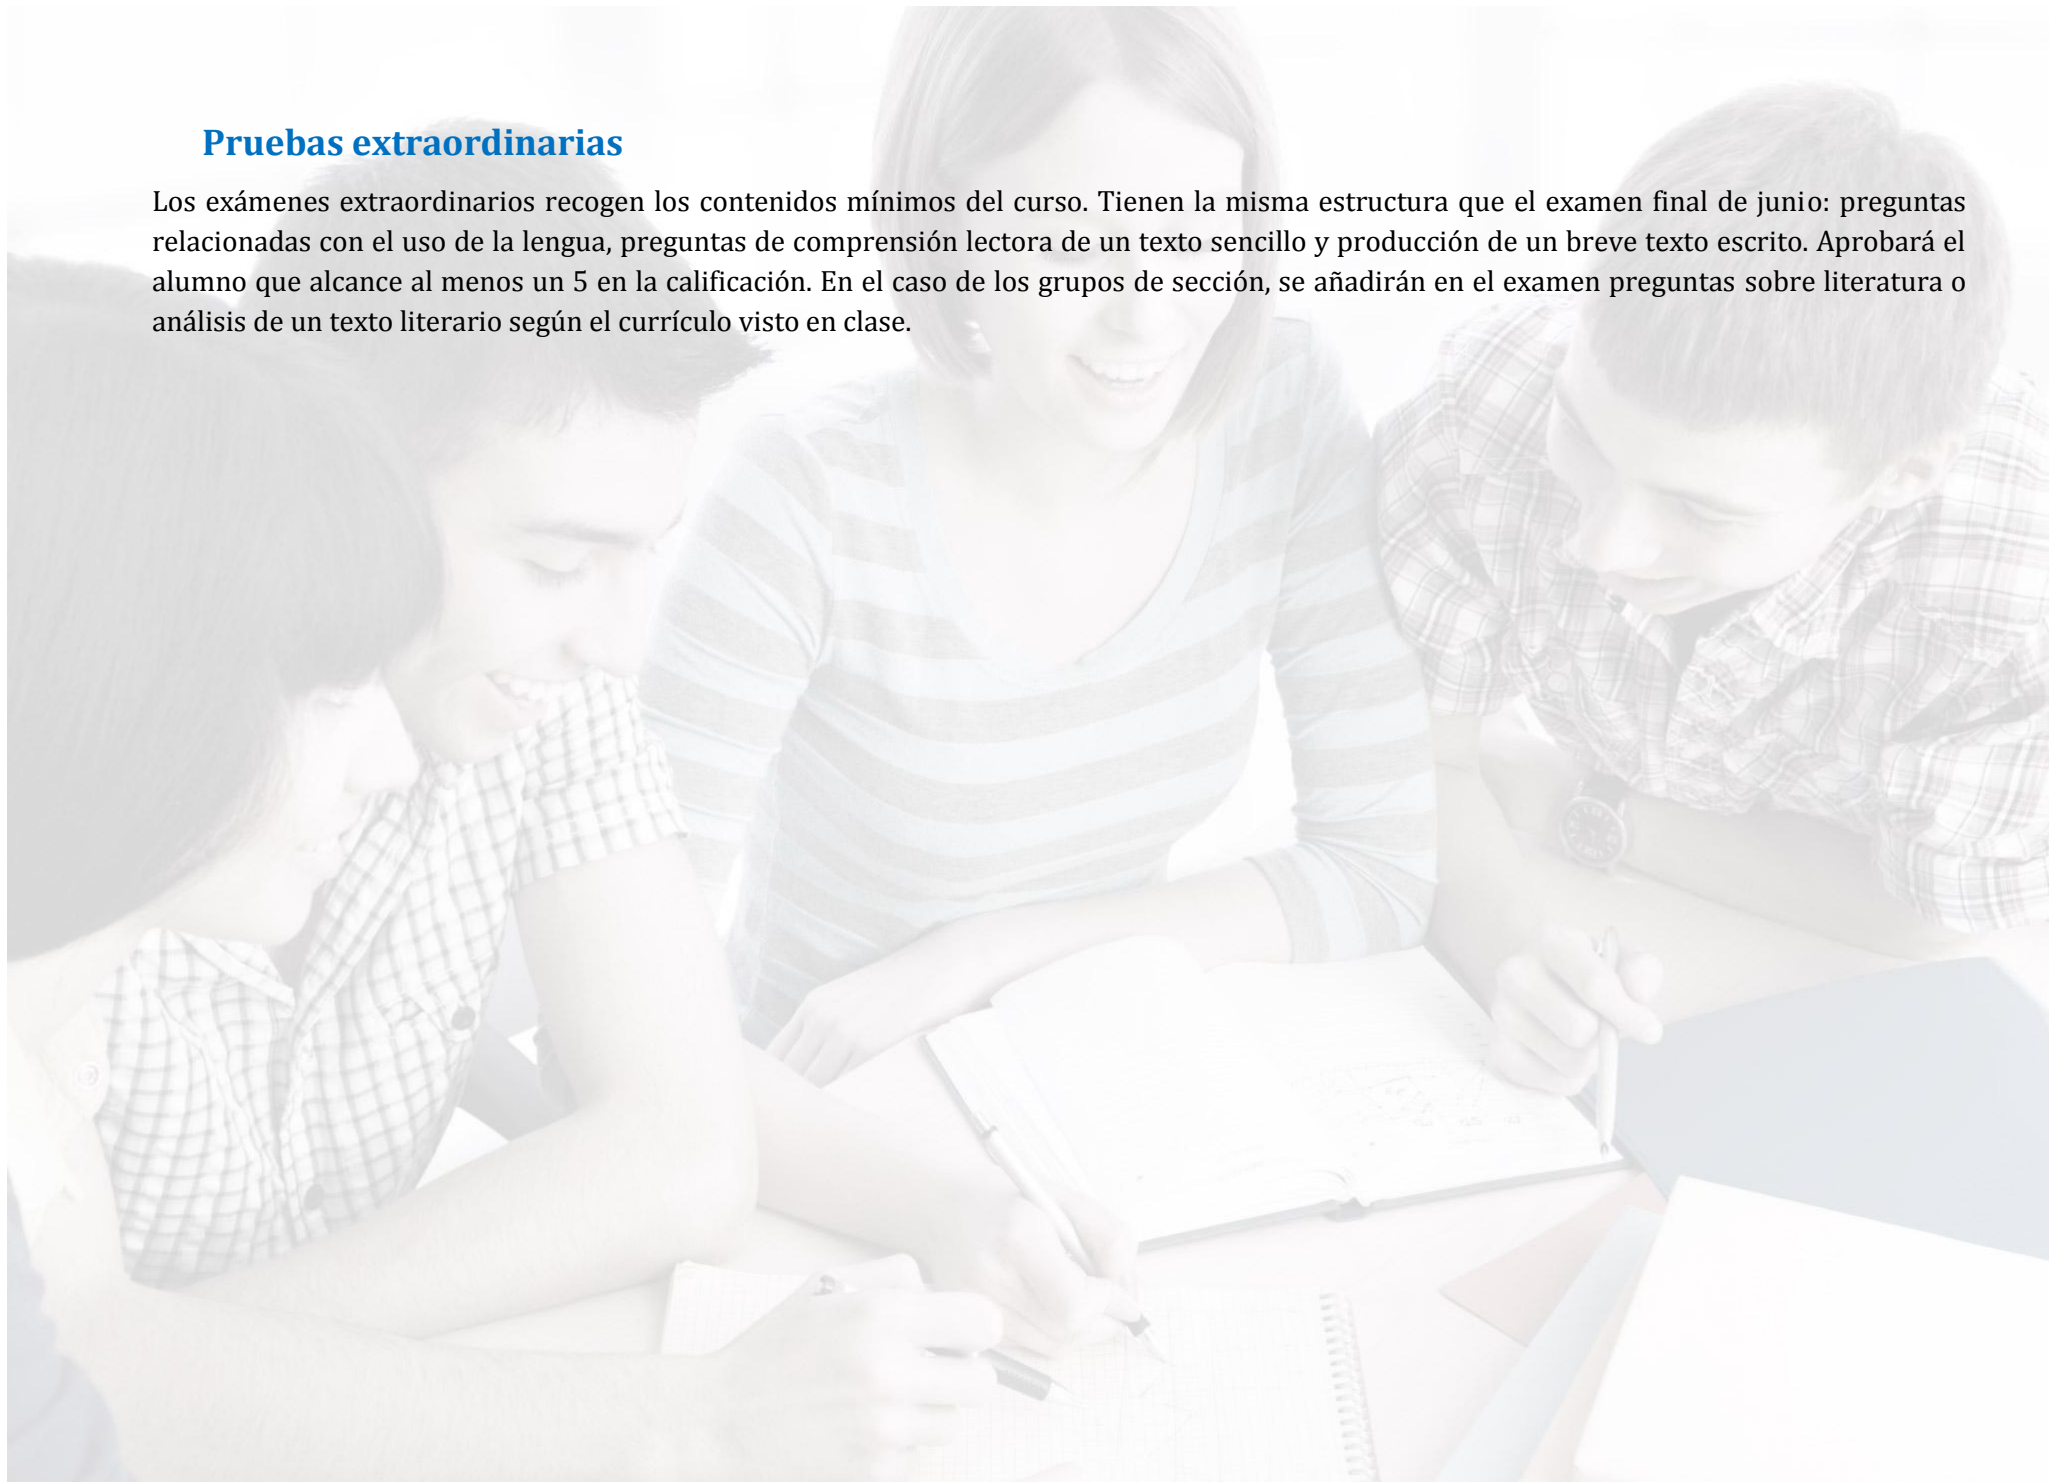 Pruebas extraordinarias
Los exámenes extraordinarios recogen los contenidos mínimos del curso. Tienen la misma estructura que el examen final de junio: preguntas
relacionadas con el uso de la lengua, preguntas de comprensión lectora de un texto sencillo y producción de un breve texto escrito. Aprobará el
alumno que alcance al menos un 5 en la calificación. En el caso de los grupos de sección, se añadirán en el examen preguntas sobre literatura o
análisis de un texto literario según el currículo visto en clase.